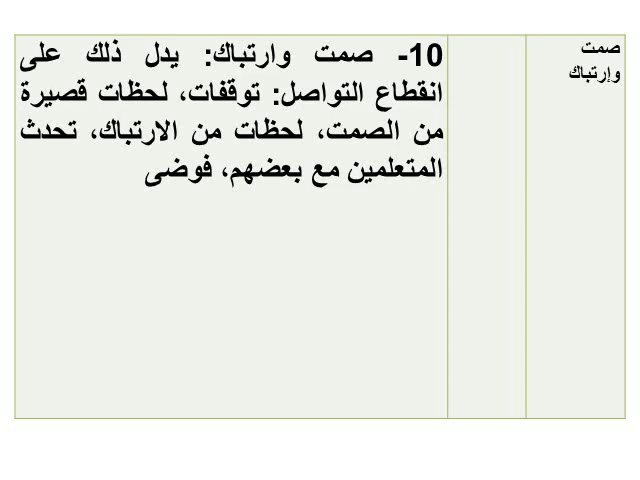 صمت
وإرتباك
10- صمت وارتباك: يدل ذلك على
انقطاع التواصل: توقفات، لحظات قصيرة
من الصمت، لحظات من الارتباك، تحدث
المتعلمين مع بعضهم، فوضى